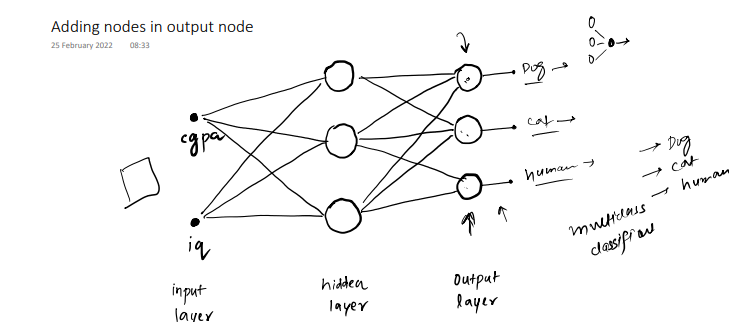 Adding nodes in output node
25 February 2022 08:33
Dog
cgpa
cat
human
Dog
cat
human
multiclass
iq
input
layer
hidden
layer
output
layer